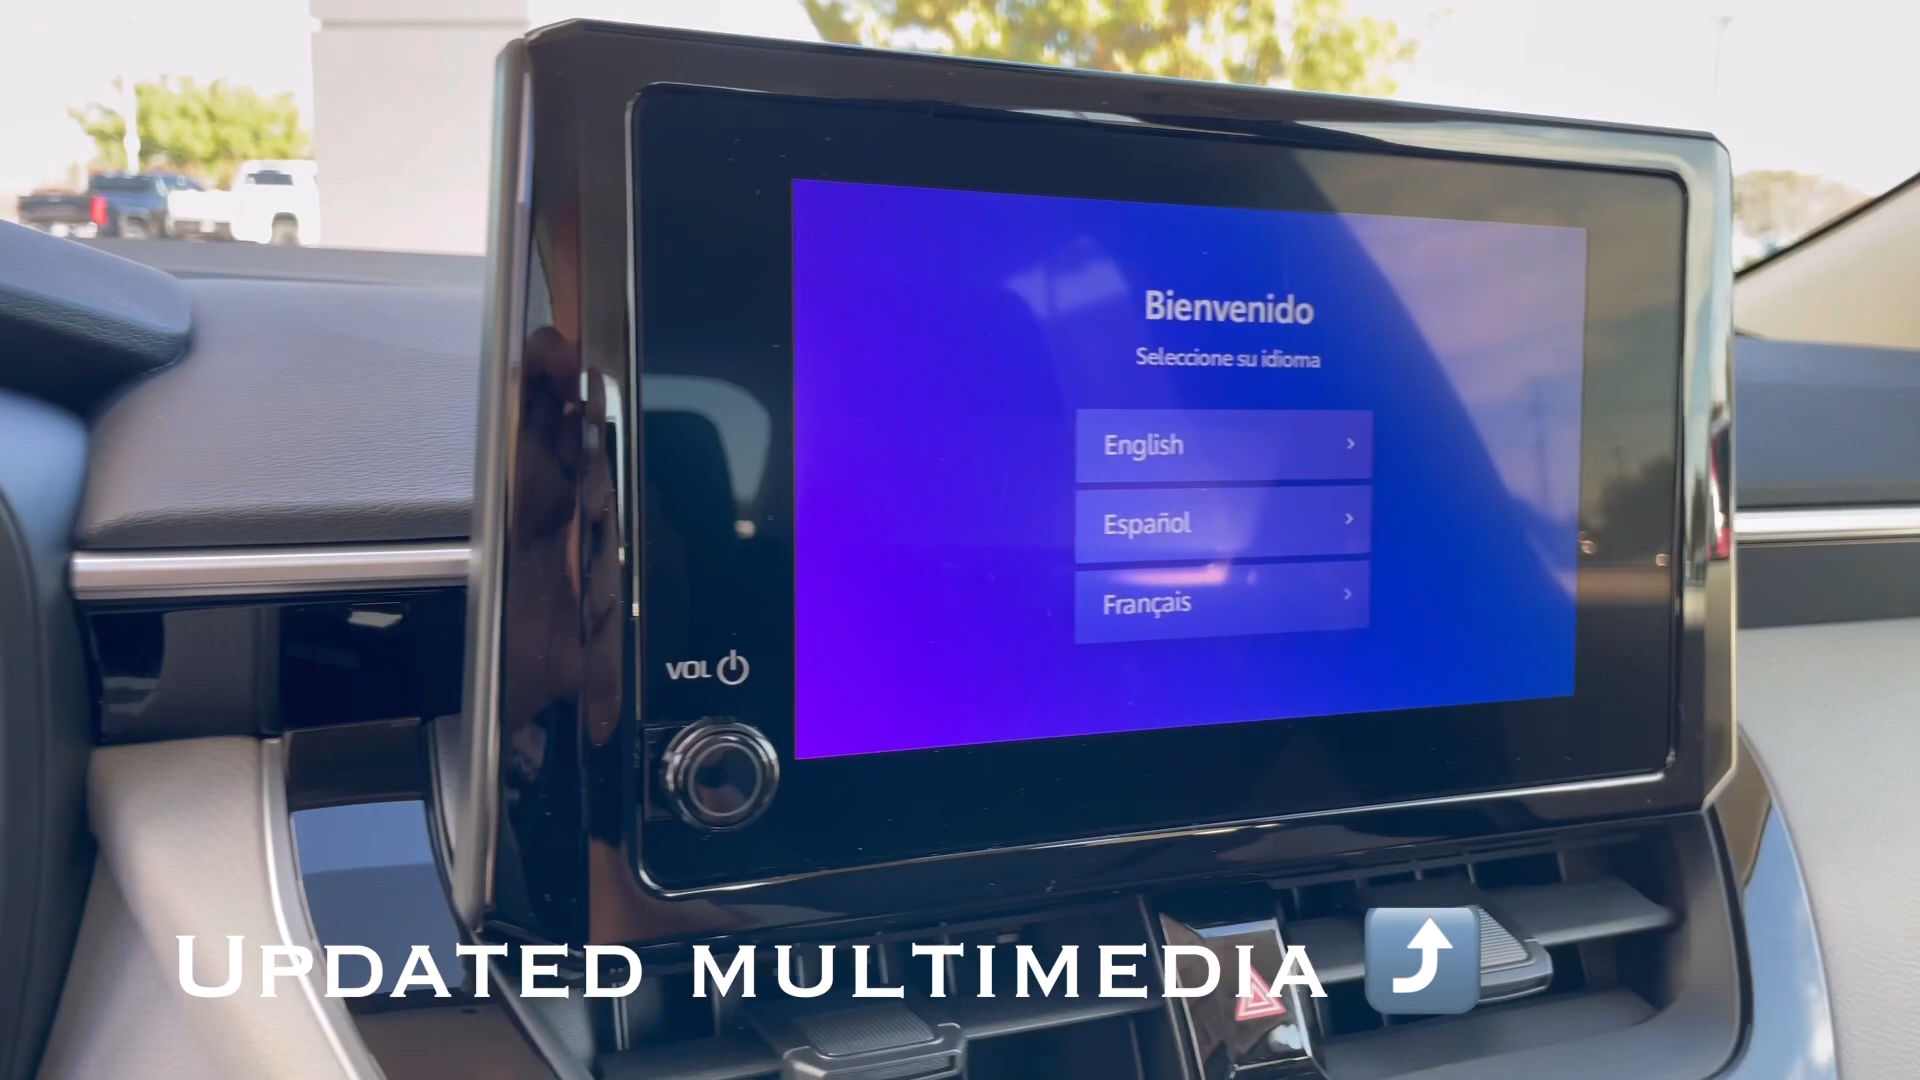 Bienvenido
Seleccione su idioma
English
Español
Français
VOL
UPDATED MULTIMEDIA ⤴️